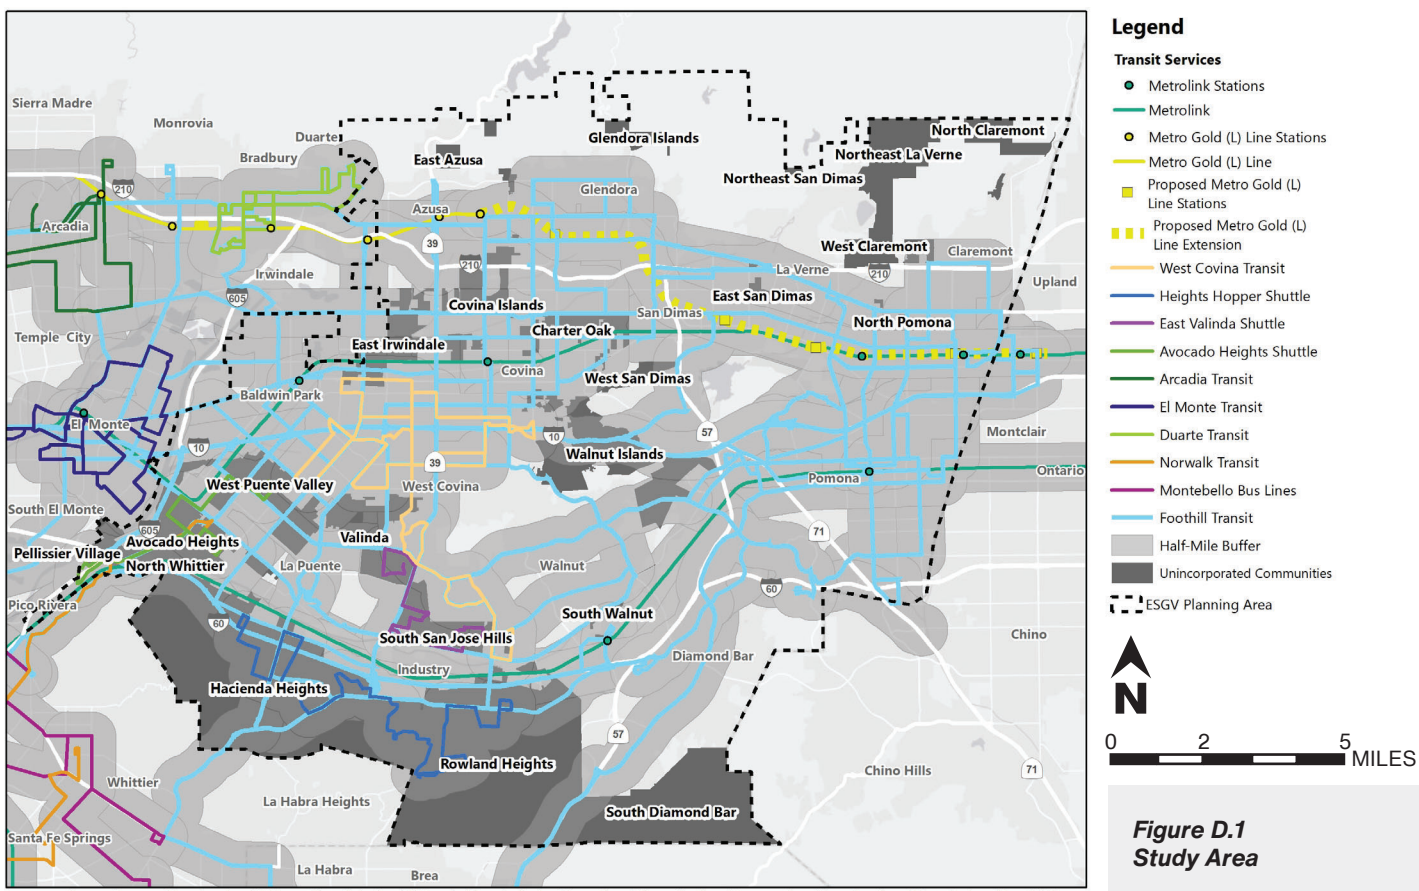 Sierra Madre
Monrovia
Duarte
Bradbury
East Azusa
Glendora Islands
North Claremont
Northeast La Verne
Northeast San Dimas
210
Arcadia
Azusa
Glendora
39
210
West Claremont
Claremont
210
La Verne
Irwindale
605
Upland
Covina Islands
East San Dimas
San Dimas
North Pomona
Temple City
East Irwindale
Charter Oak
Covina
West San Dimas
Baldwin Park
El Monte
10
39
10
57
Montclair
Walnut Islands
West Puente Valley
West Covina
Pomona
Ontario
South El Monte
605
Avocado Heights
Valinda
71
Pellissier Village
North Whittier
La Puente
Walnut
60
Pico Rivera
60
South Walnut
South San Jose Hills
Chino
Industry
Diamond Bar
Hacienda Heights
57
Rowland Heights
Chino Hills
71
Whittier
La Habra Heights
South Diamond Bar
Santa Fe Springs
La Habra
Brea
Legend
Transit Services
Metrolink Stations
Metrolink
Metro Gold (L) Line Stations
Metro Gold (L) Line
Proposed Metro Gold (L)
Line Stations
Proposed Metro Gold (L)
Line Extension
West Covina Transit
Heights Hopper Shuttle
East Valinda Shuttle
Avocado Heights Shuttle
Arcadia Transit
El Monte Transit
Duarte Transit
Norwalk Transit
Montebello Bus Lines
Foothill Transit
Half-Mile Buffer
Unincorporated Communities
ESGV Planning Area
N
0 2 5
MILES
Figure D.1
Study Area